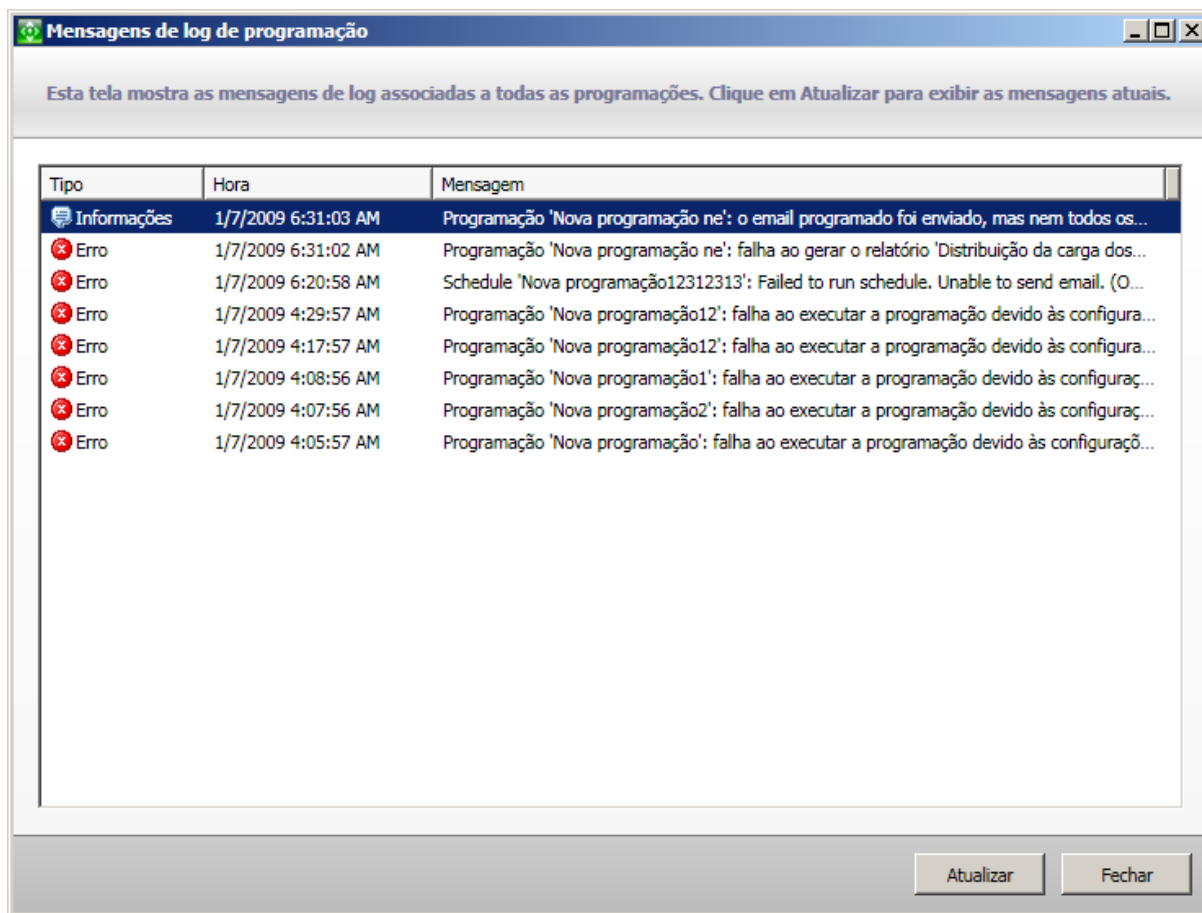 Mensagens de log de programação
Esta tela mostra as mensagens de log associadas a todas as programações. Clique em Atualizar para exibir as mensagens atuais.
Tipo Hora Mensagem
Informações 1/7/2009 6:31:03 AM Programação 'Nova programação ne': o email programado foi enviado, mas nem todos os...
Erro 1/7/2009 6:31:02 AM Programação 'Nova programação ne': falha ao gerar o relatório 'Distribuição da carga dos...
Erro 1/7/2009 6:20:58 AM Schedule 'Nova programação12312313': Failed to run schedule. Unable to send email. (O...
Erro 1/7/2009 4:29:57 AM Programação 'Nova programação12': falha ao executar a programação devido às configura...
Erro 1/7/2009 4:17:57 AM Programação 'Nova programação12': falha ao executar a programação devido às configura...
Erro 1/7/2009 4:08:56 AM Programação 'Nova programação1': falha ao executar a programação devido às configuraç...
Erro 1/7/2009 4:07:56 AM Programação 'Nova programação2': falha ao executar a programação devido às configuraç...
Erro 1/7/2009 4:05:57 AM Programação 'Nova programação': falha ao executar a programação devido às configuraçõ...
Atualizar Fechar